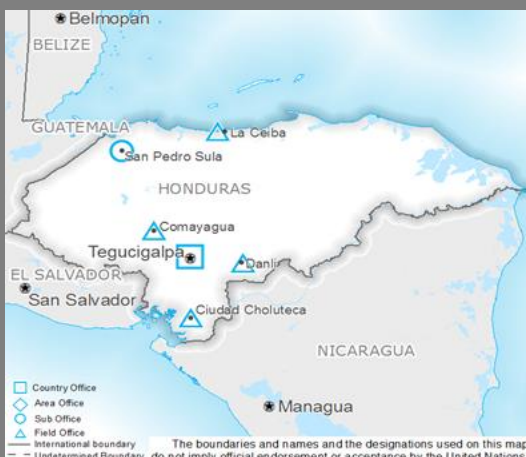 Belmopan
BELIZE
GUATEMALA
La Ceiba
San Pedro Sula
HONDURAS
Comayagua
Tegucigalpa
Danlí
EL SALVADOR
San Salvador
Ciudad Choluteca
NICARAGUA
Managua
Country Office
Area Office
Sub Office
Field Office
International boundary
The boundaries and names and the designations used on this map
Undetermined Boundary
do not imply official endorsement or acceptance by the United Nations